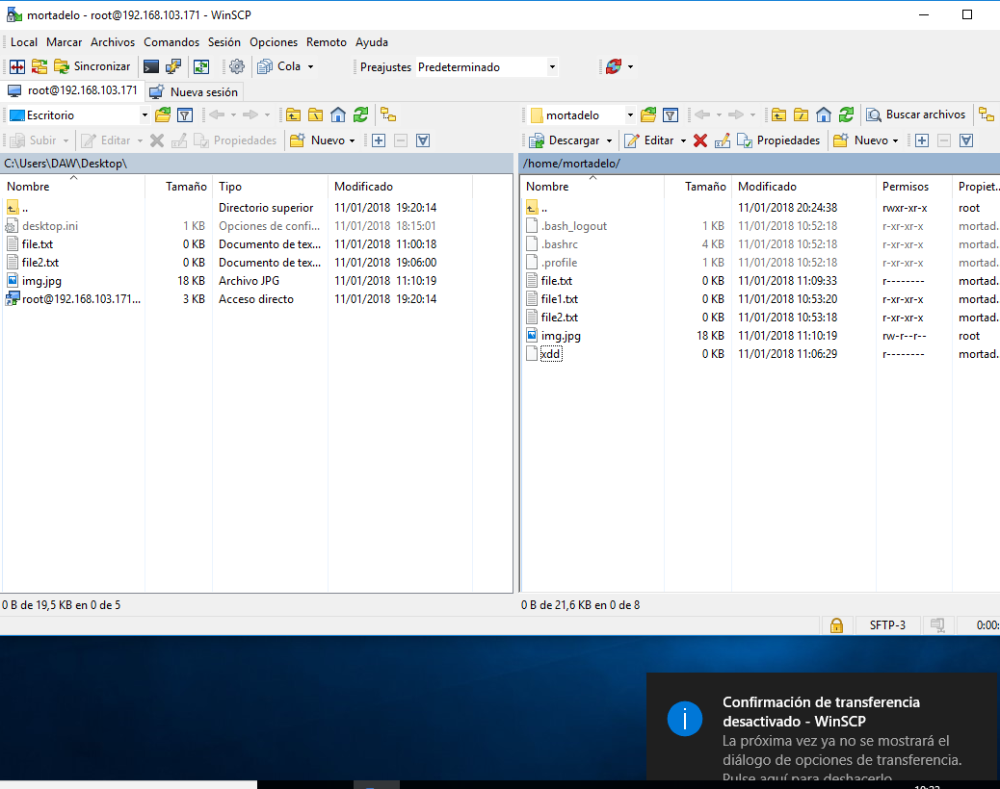 mortadelo - root@192.168.103.171 - WinSCP
Local Marcar Archivos Comandos Sesión Opciones Remoto Ayuda
Sincronizar Cola Preajustes Predeterminado
root@192.168.103.171 Nueva sesión
Escritorio
Subir Editar Propiedades Nuevo
C:\Users\DAW\Desktop\
Nombre Tamaño Tipo Modificado
.. Directorio superior 11/01/2018 19:20:14
desktop.ini 1 KB Opciones de confi... 11/01/2018 18:15:01
file.txt 0 KB Documento de tex... 11/01/2018 11:00:18
file2.txt 0 KB Documento de tex... 11/01/2018 19:06:00
img.jpg 18 KB Archivo JPG 11/01/2018 11:10:19
root@192.168.103.171... 3 KB Acceso directo 11/01/2018 19:20:14
0 B de 19,5 KB en 0 de 5
mortadelo Buscar archivos
Descargar Editar Propiedades Nuevo
/home/mortadelo/
Nombre Tamaño Modificado Permisos Propiet...
.. 11/01/2018 20:24:38 rwxr-xr-x root
.bash_logout 1 KB 11/01/2018 10:52:18 r-xr-xr-x mortad...
.bashrc 4 KB 11/01/2018 10:52:18 r-xr-xr-x mortad...
.profile 1 KB 11/01/2018 10:52:18 r-xr-xr-x mortad...
file.txt 0 KB 11/01/2018 11:09:33 r-------- mortad...
file1.txt 0 KB 11/01/2018 10:53:20 r-xr-xr-x mortad...
file2.txt 0 KB 11/01/2018 10:53:18 r-xr-xr-x mortad...
img.jpg 18 KB 11/01/2018 11:10:19 rw-r--r-- root
xdd 0 KB 11/01/2018 11:06:29 r-------- mortad...
0 B de 21,6 KB en 0 de 8
SFTP-3 0:00:
Confirmación de transferencia
desactivado - WinSCP
La próxima vez ya no se mostrará el
diálogo de opciones de transferencia.
Pulse aquí para deshacerlo